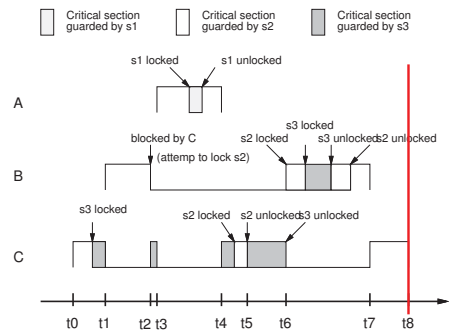 Critical section
guarded by s1
Critical section
guarded by s2
Critical section
guarded by s3
s1 locked
s1 unlocked
A
blocked by C
(attemp to lock s2)
s2 locked
s3 locked
s3 unlocked
s2 unlocked
B
s3 locked
s2 locked
s2 unlocked
s3 unlocked
C
t0 t1 t2 t3 t4 t5 t6 t7 t8